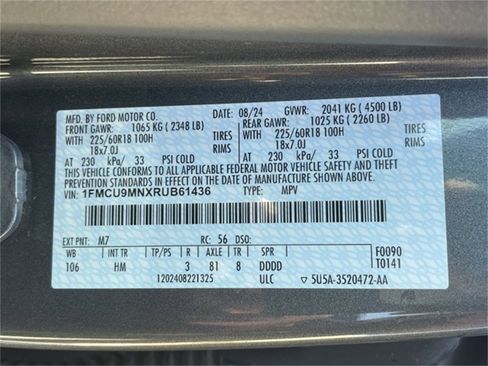 MFD. BY FORD MOTOR CO. 08/24 GVWR: 2041 KG ( 4500 LB)
FRONT GAWR: 1065 KG ( 2348 LB) REAR GAWR: 1025 KG ( 2260 LB)
WITH 225/60R18 100H TIRES WITH 225/60R18 100H TIRES
18x7.0J RIMS 18x7.0J RIMS
AT 230 kPa/ 33 PSI COLD AT 230 kPa/ 33 PSI COLD
THIS VEHICLE CONFORMS TO ALL APPLICABLE FEDERAL MOTOR VEHICLE SAFETY AND THEFT
PREVENTION STANDARDS IN EFFECT ON THE DATE OF MANUFACTURE SHOWN ABOVE.
VIN: 1FMCU9MNXRUB61436 TYPE: MPV
EXT PNT: M7 RC: 56 DSO: F0090
WB INT TR TP/PS R AXLE TR SPR T0141
106 HM 3 81 8 DDDD
1202408221325 ULC ▽ 5U5A-3520472-AA